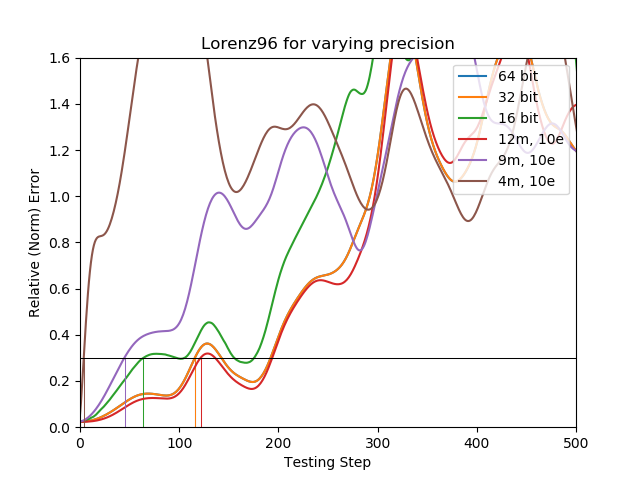 Lorenz96 for varying precision
Relative (Norm) Error
1.6
1.4
1.2
1.0
0.8
0.6
0.4
0.2
0.0
64 bit
32 bit
16 bit
12m, 10e
9m, 10e
4m, 10e
0
100
200
300
400
500
Testing Step